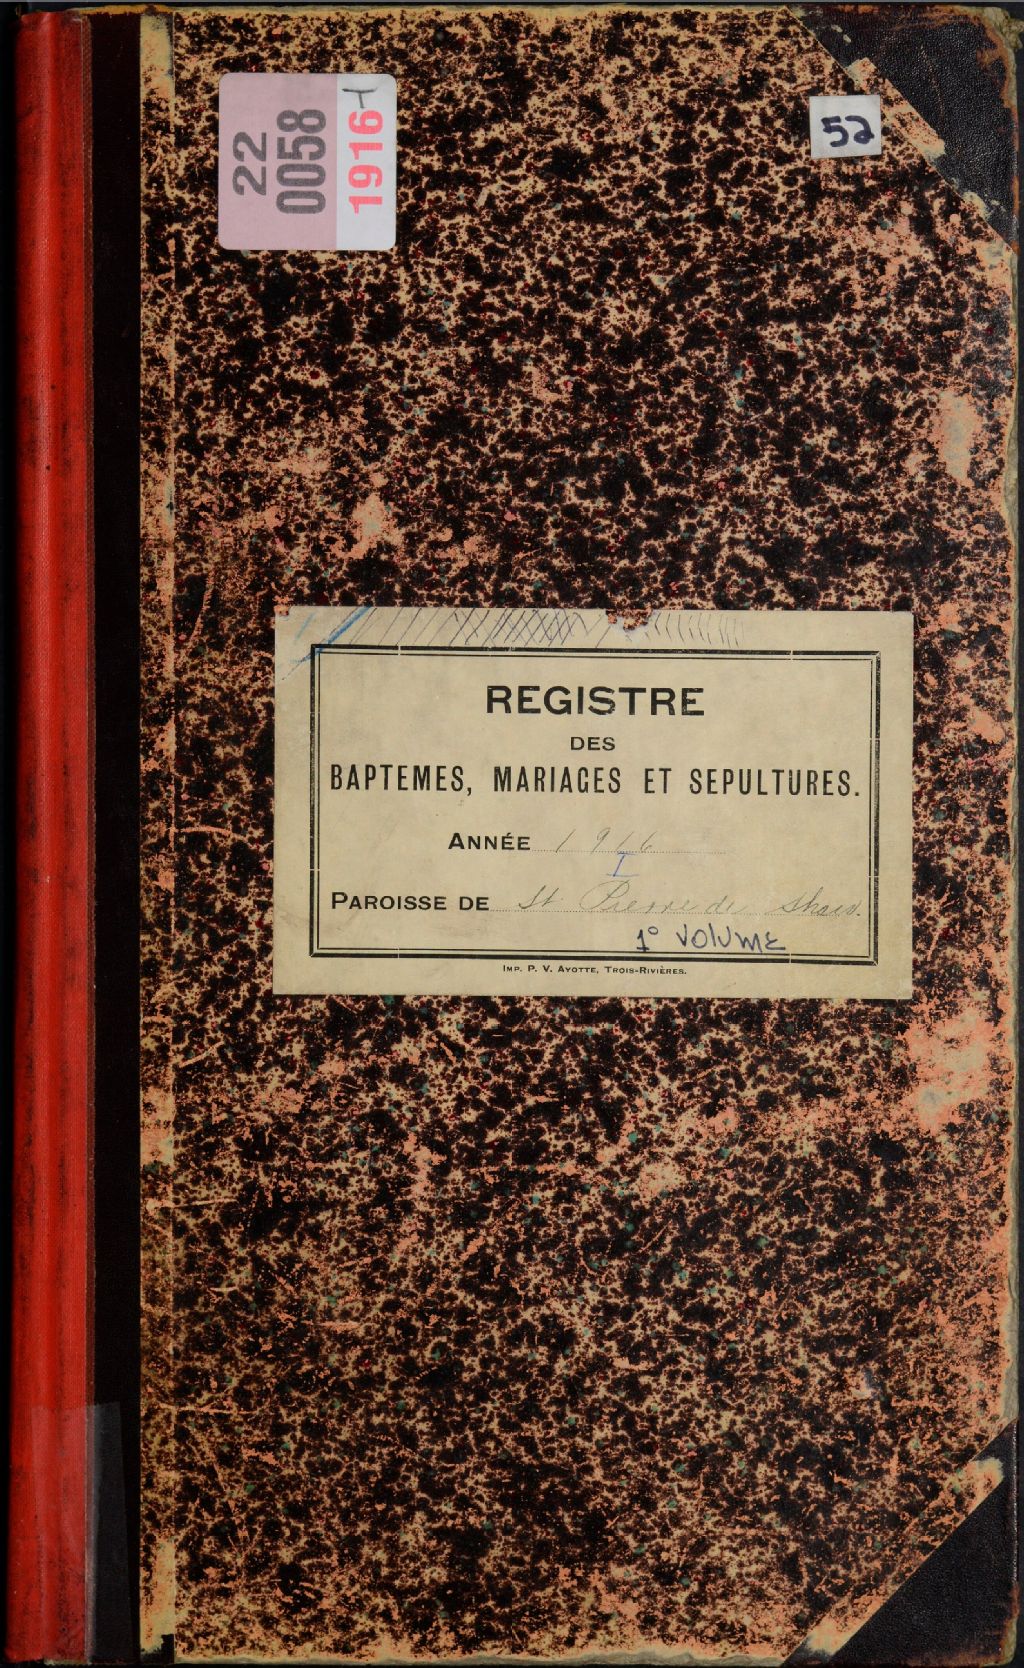 22
0058
1916 T
52
REGISTRE
DES
BAPTEMES, MARIAGES ET SEPULTURES.
ANNÉE 1916
I
PAROISSE DE St Pierre de Shaw.
1° VOLUME
IMP. P. V. AYOTTE, TROIS-RIVIÈRES.